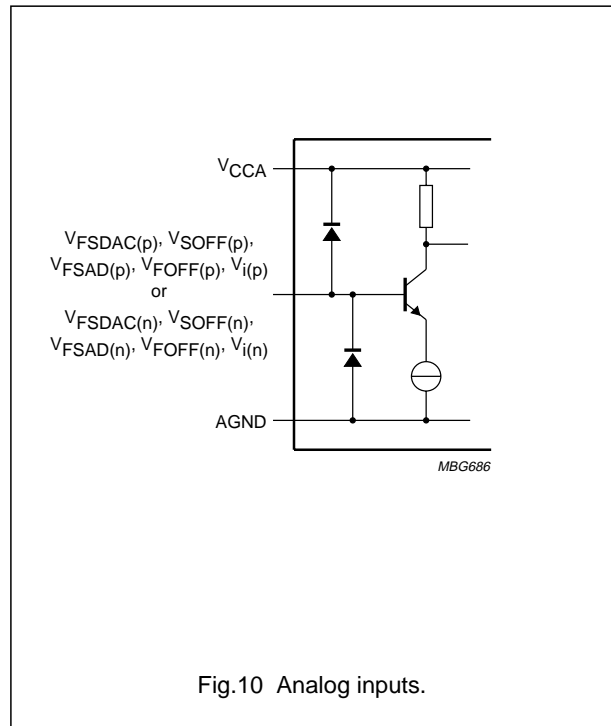 VCCA
VFSDAC(p), VSOFF(p),
VFSAD(p), VFOFF(p), Vi(p)
or
VFSDAC(n), VSOFF(n),
VFSAD(n), VFOFF(n), Vi(n)
AGND
MBG686
Fig.10 Analog inputs.